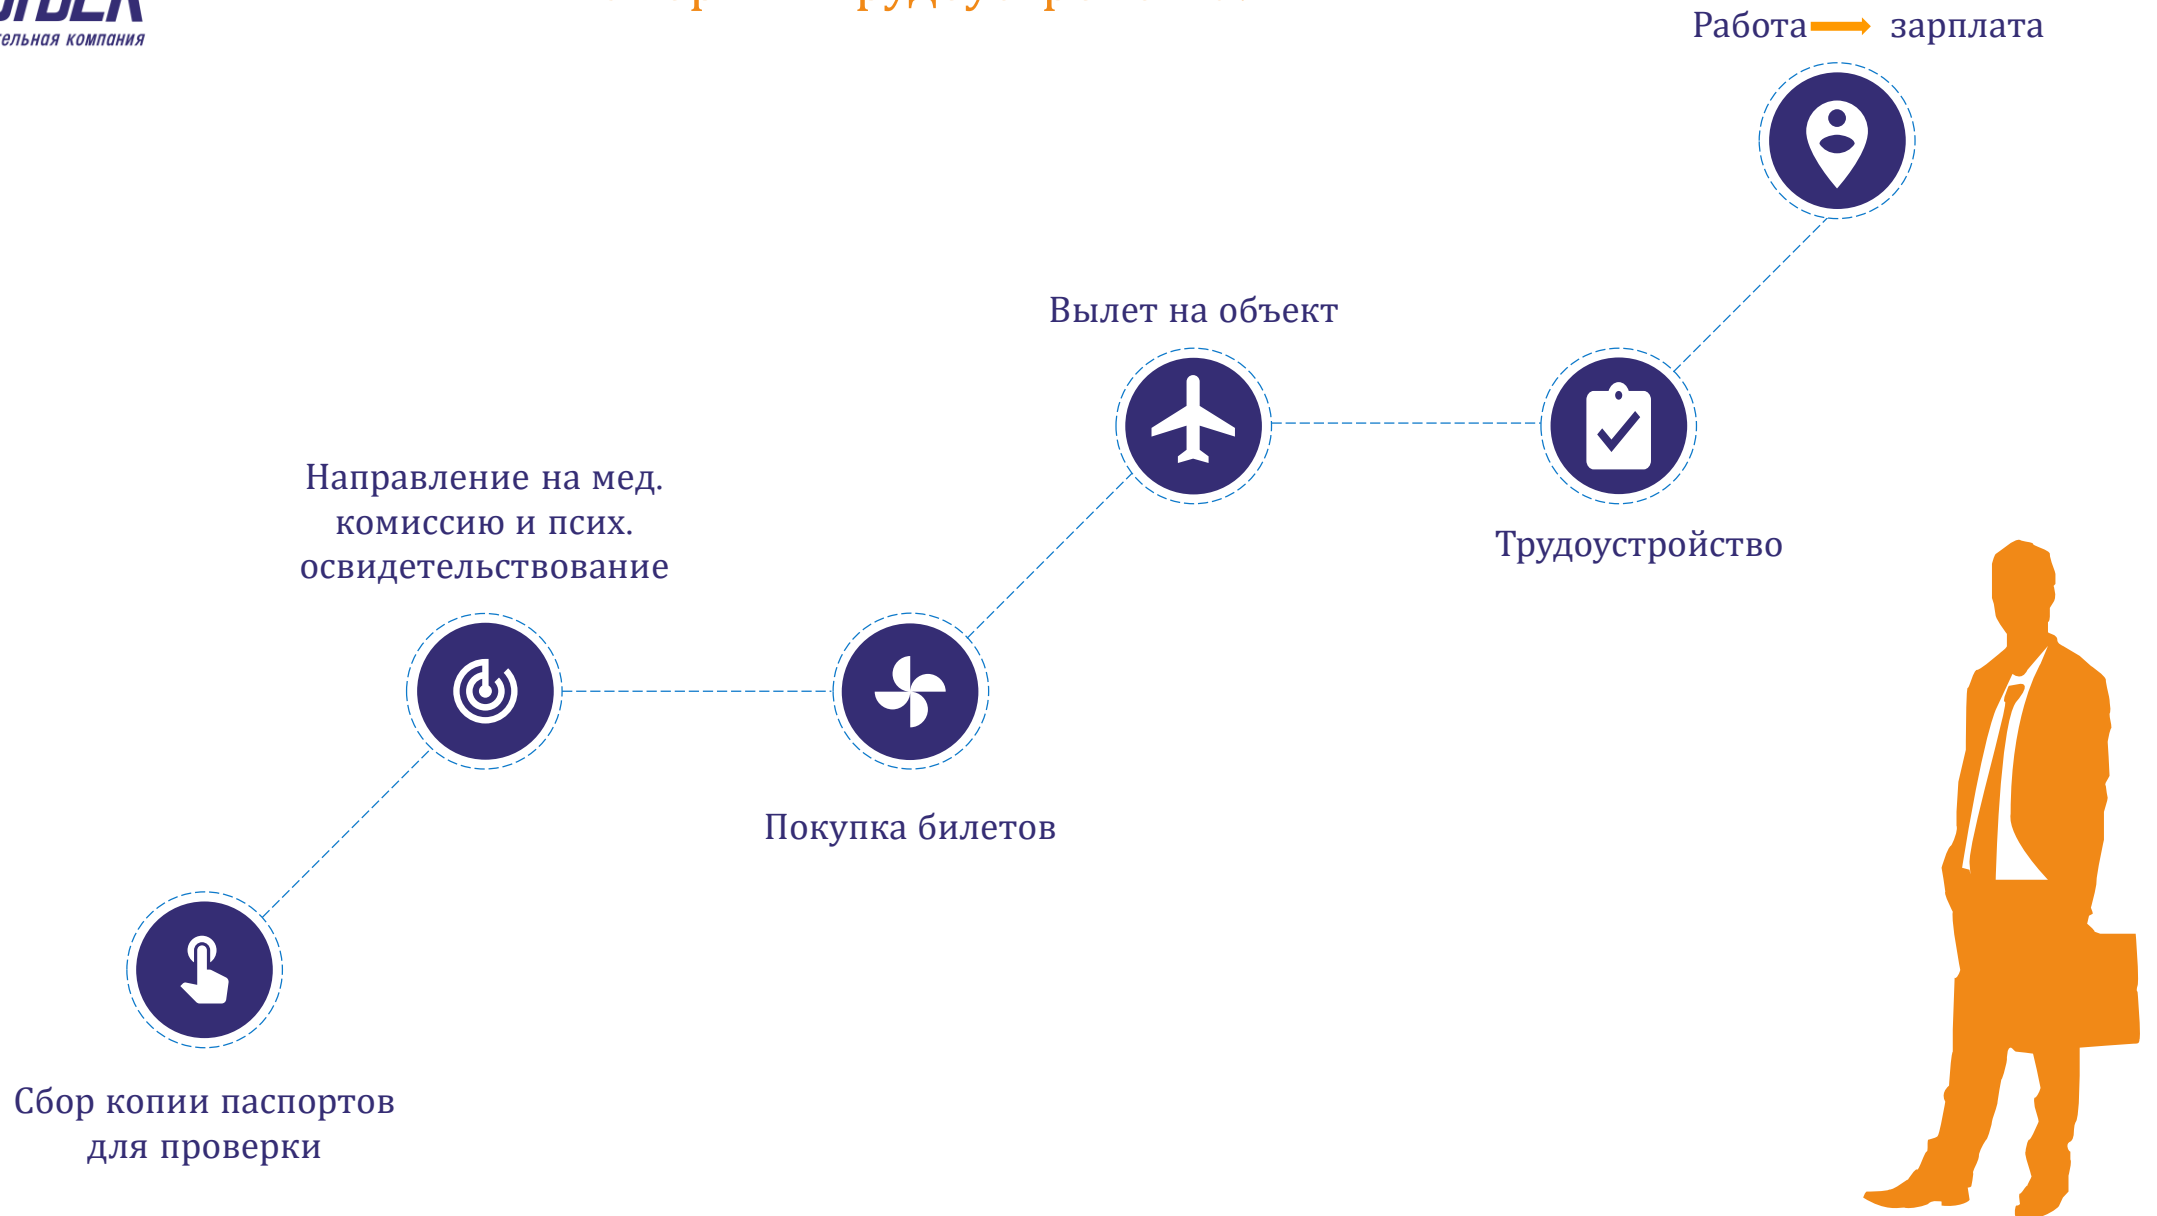 компания
Работа зарплата
Вылет на объект
Направление на мед.
комиссию и псих.
освидетельствование
Трудоустройство
Покупка билетов
Сбор копии паспортов
для проверки